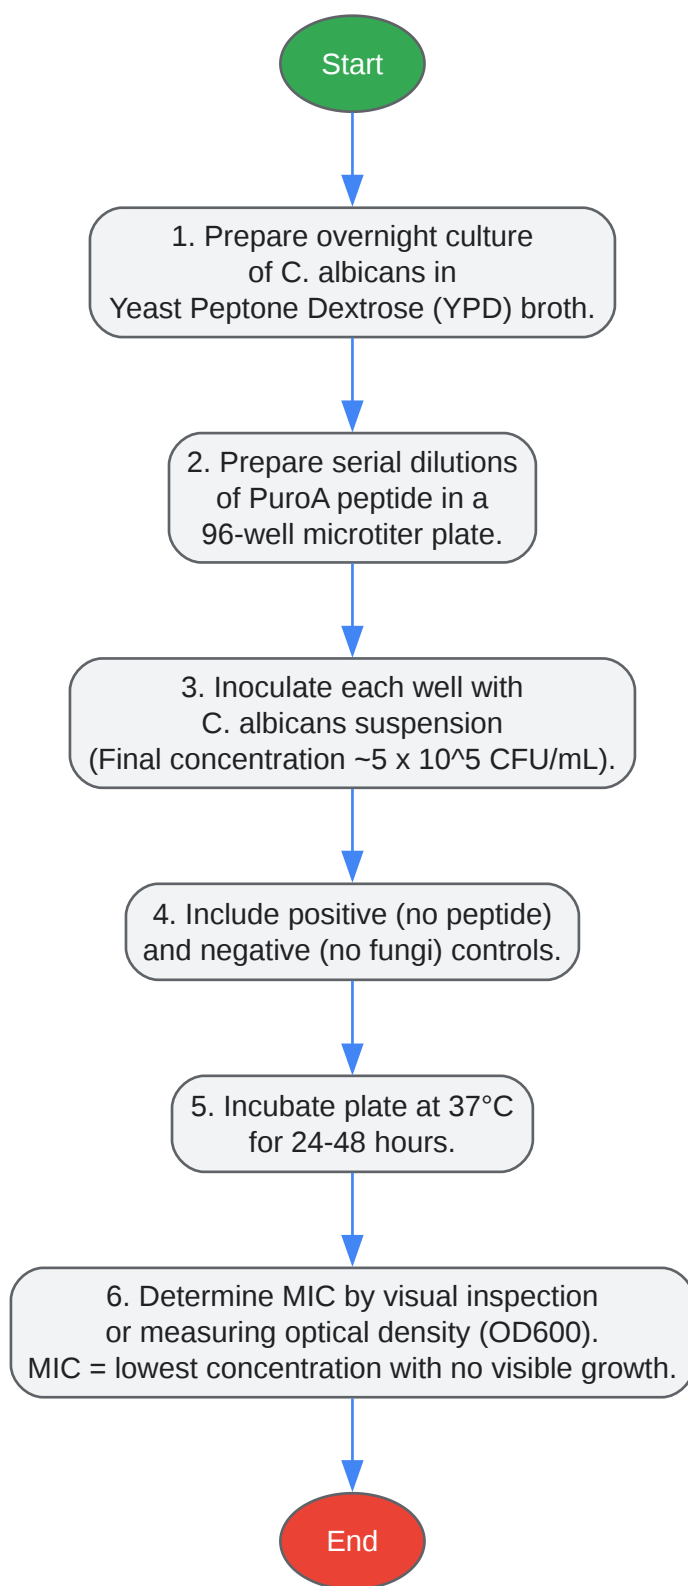 Start
1. Prepare overnight culture
of C. albicans in
Yeast Peptone Dextrose (YPD) broth.
2. Prepare serial dilutions
of PuroA peptide in a
96-well microtiter plate.
3. Inoculate each well with
C. albicans suspension
(Final concentration ~5 x 10^5 CFU/mL).
4. Include positive (no peptide)
and negative (no fungi) controls.
5. Incubate plate at 37°C
for 24-48 hours.
6. Determine MIC by visual inspection
or measuring optical density (OD600).
MIC = lowest concentration with no visible growth.
End